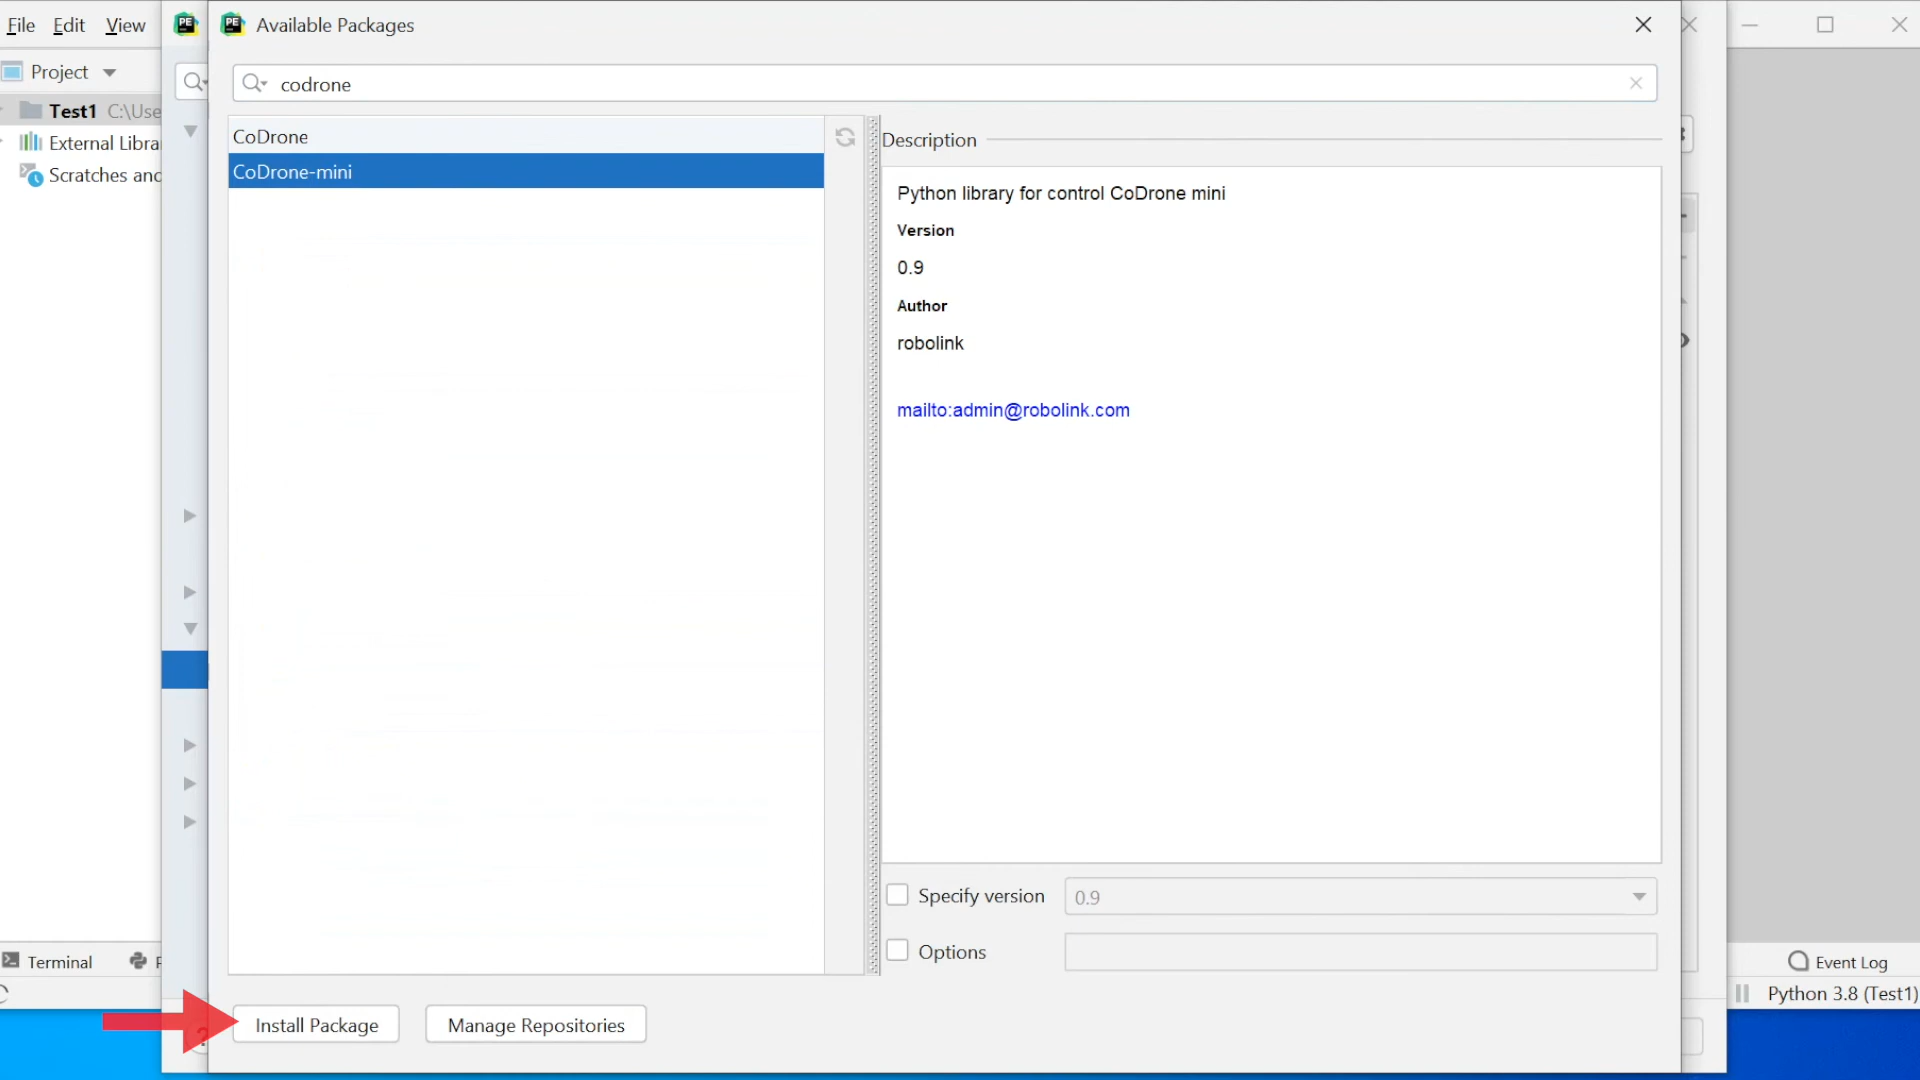 File Edit View
Available Packages
Project
codrone
Test1 C:\Use
External Libra
Scratches and
CoDrone
CoDrone-mini
Description
Python library for control CoDrone mini
Version
0.9
Author
robolink
mailto:admin@robolink.com
Specify version 0.9
Options
Terminal
Event Log
Python 3.8 (Test1)
Install Package Manage Repositories